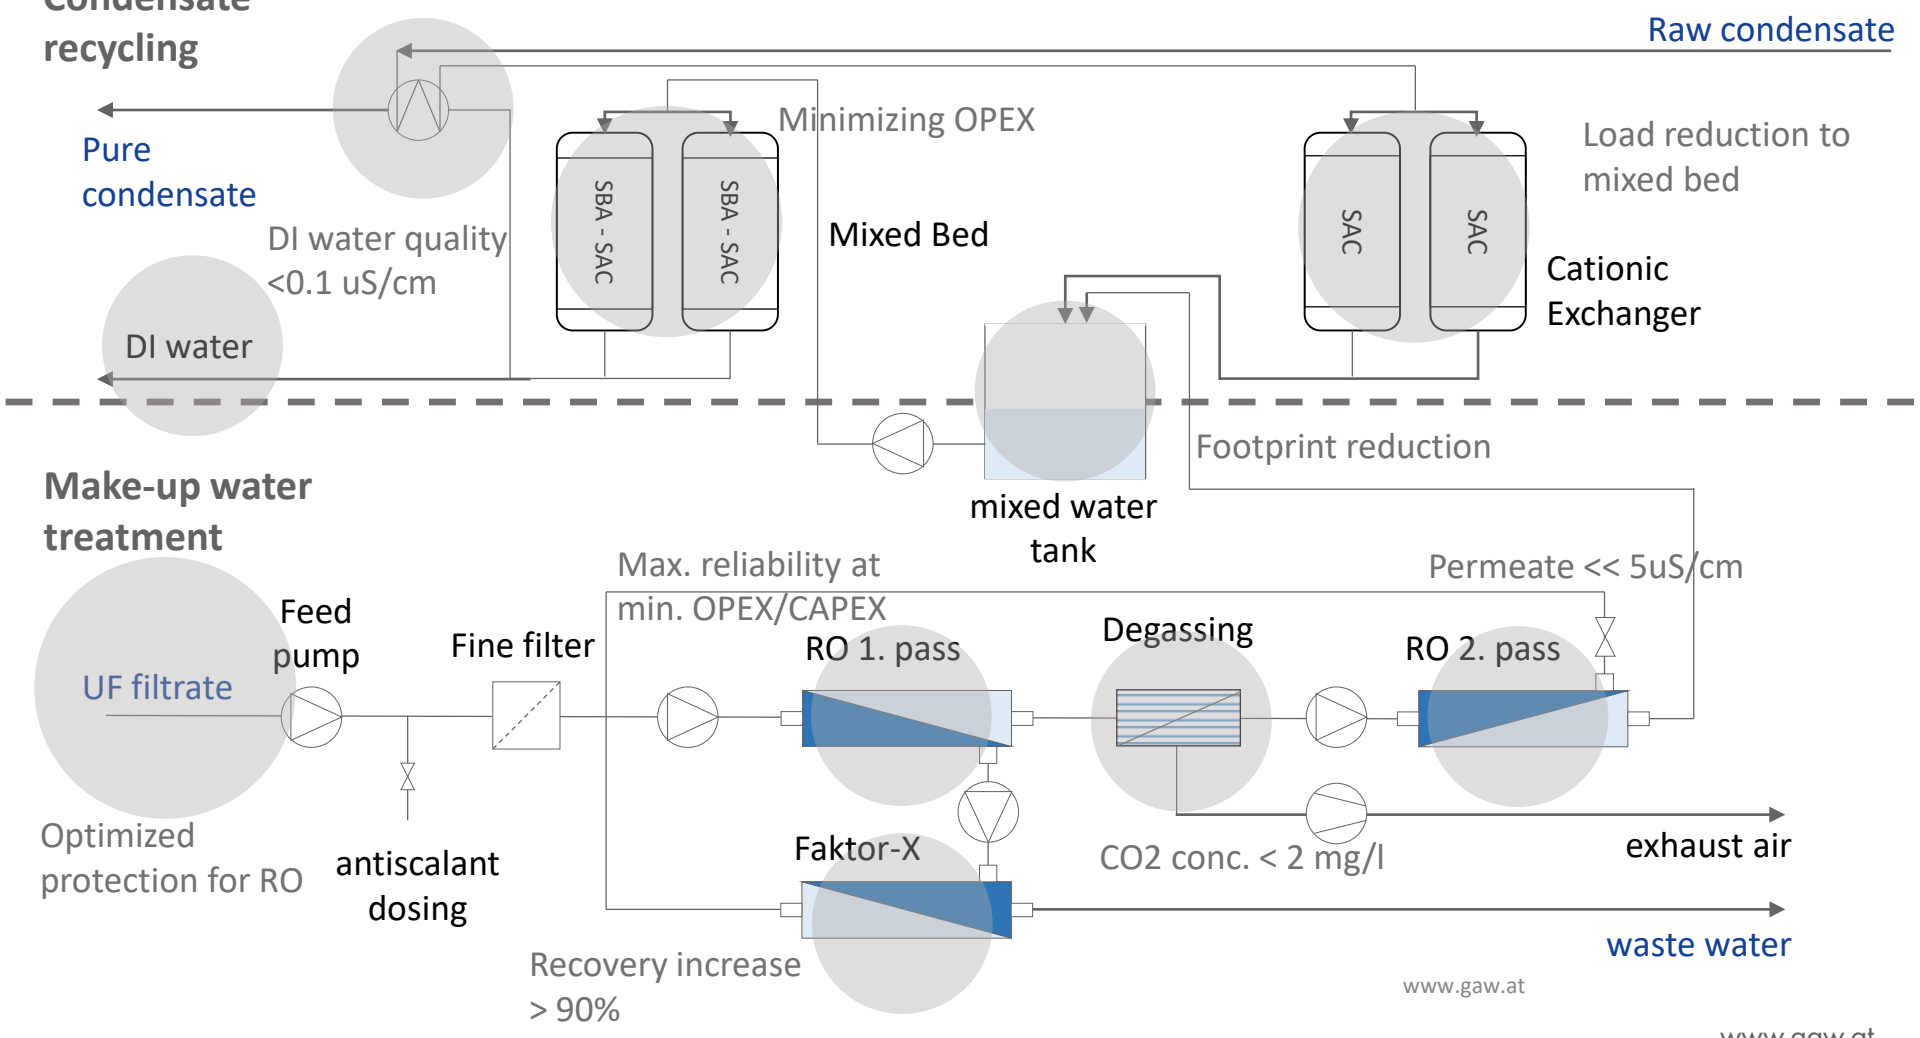 Condensate
recycling
Raw condensate
Minimizing OPEX
Load reduction to
mixed bed
Pure
condensate
SBA - SAC
SBA - SAC
SAC
SAC
Mixed Bed
DI water quality
<0.1 uS/cm
Cationic
Exchanger
DI water
Footprint reduction
Make-up water
treatment
mixed water
tank
Max. reliability at
min. OPEX/CAPEX
Permeate << 5uS/cm
Feed
pump
Fine filter
RO 1. pass
Degassing
RO 2. pass
UF filtrate
Optimized
protection for RO
antiscalant
dosing
Faktor-X
CO2 conc. < 2 mg/l
exhaust air
waste water
Recovery increase
> 90%
www.gaw.at
www.gaw.at